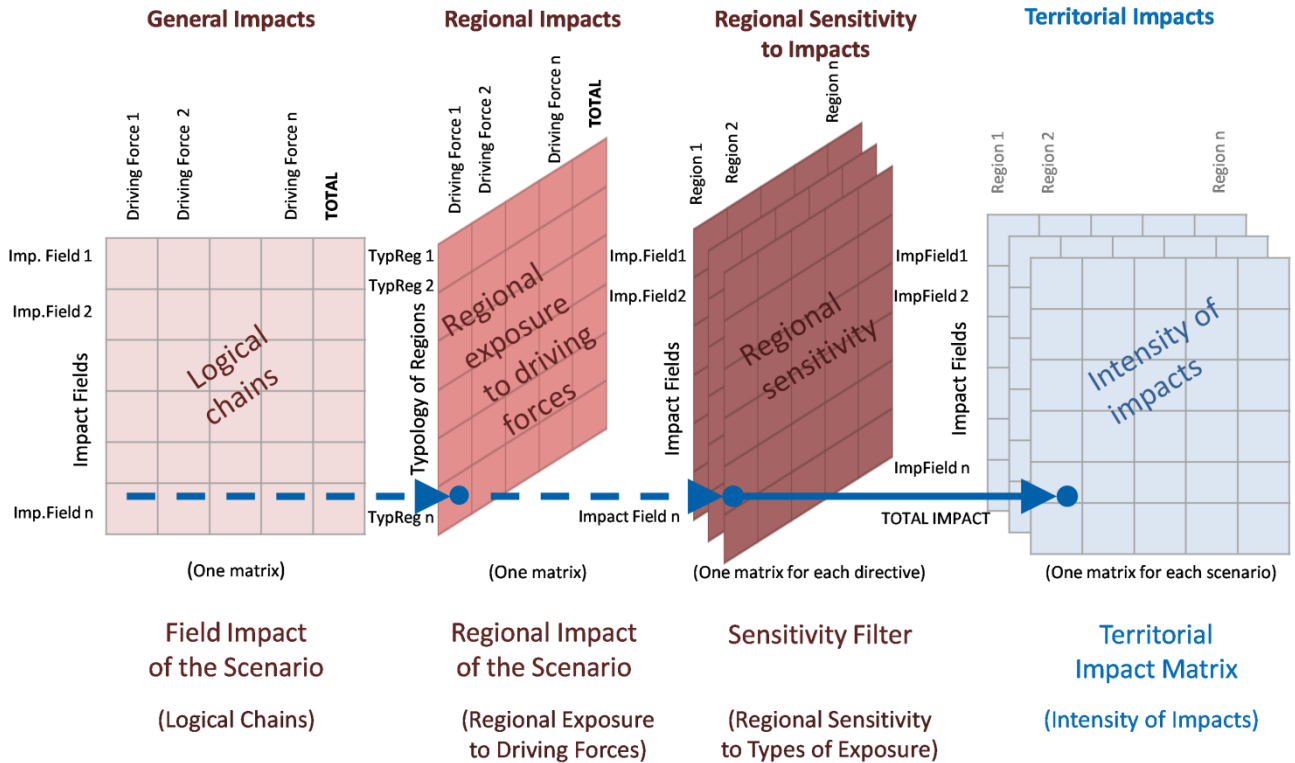 General Impacts
Regional Impacts
Regional Sensitivity
to Impacts
Territorial Impacts
Driving Force 1
Driving Force 2
Driving Force n
TOTAL
Driving Force 1
Driving Force 2
Driving Force n
TOTAL
Region 1
Region 2
Region n
Region 1
Region 2
Region n
Imp. Field 1
Imp.Field 2
Impact Fields
Imp.Field n
Logical
chains
TypReg 1
TypReg 2
Typology of Regions
TypReg n
Regional
exposure
to driving
forces
Imp.Field1
Imp.Field2
Impact Fields
Impact Field n
Regional
sensitivity
ImpField1
ImpField 2
Impact Fields
ImpField n
TOTAL IMPACT
Intensity of
impacts
(One matrix)
(One matrix)
(One matrix for each directive)
(One matrix for each scenario)
Field Impact
of the Scenario
(Logical Chains)
Regional Impact
of the Scenario
(Regional Exposure
to Driving Forces)
Sensitivity Filter
(Regional Sensitivity
to Types of Exposure)
Territorial
Impact Matrix
(Intensity of Impacts)